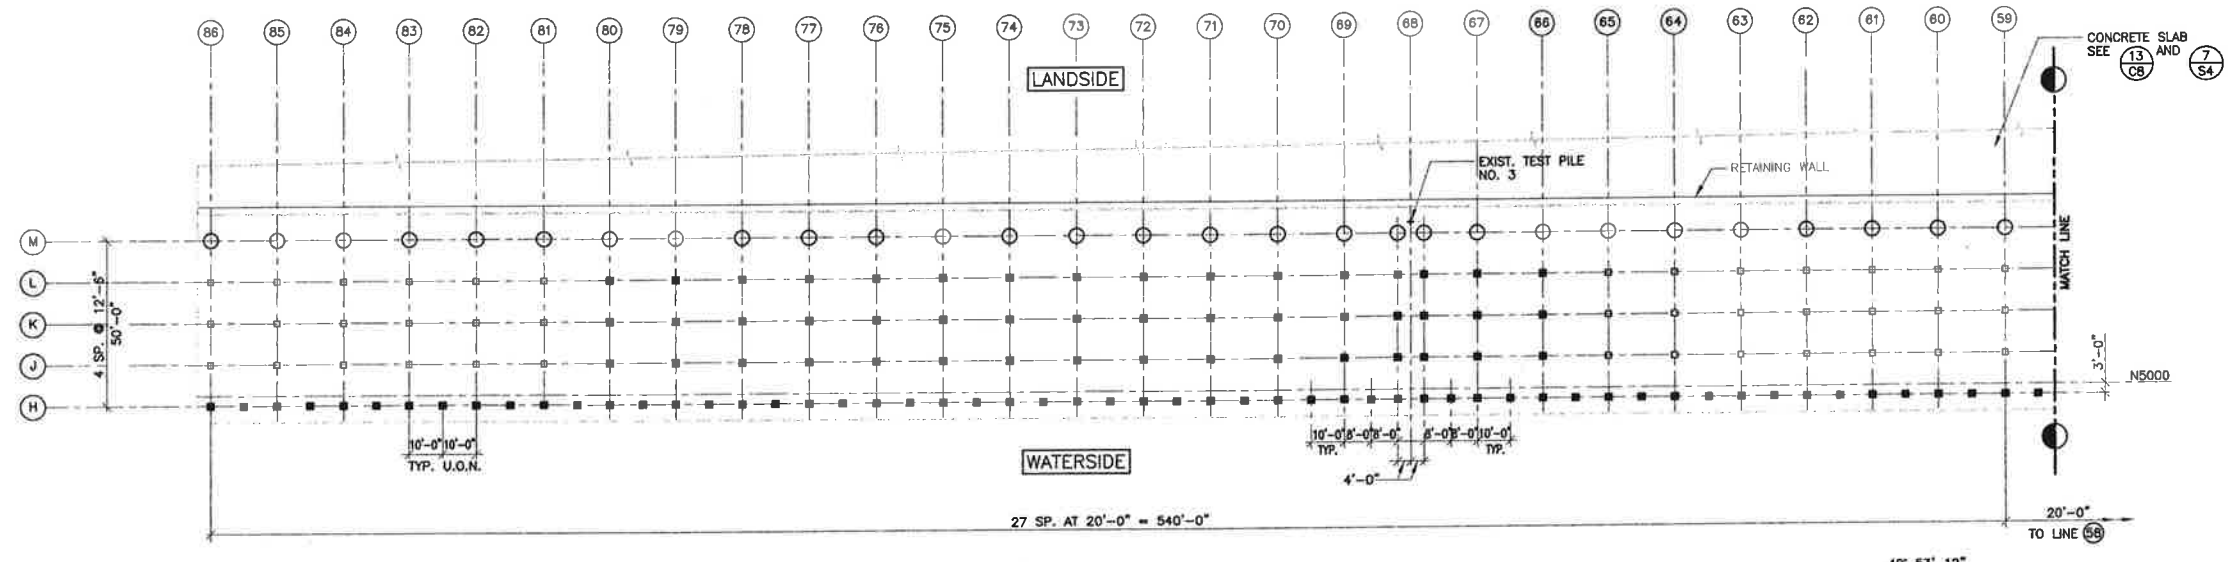 86 85 84 83 82 81 80 79 78 77 76 75 74 73 72 71 70 69 68 67 66 65 64 63 62 61 60 59
CONCRETE SLAB
SEE 13 AND 7
C8 S4
LANDSIDE
EXIST. TEST PILE
NO. 3
RETAINING WALL
M
L
K
J
H
4 SP. @ 12'-6"
50'-0"
MATCH LINE
3'-0"
N5000
10'-0" 10'-0"
TYP. U.O.N.
10'-0" 8'-0" 8'-0"
TYP.
8'-0" 8'-0" 10'-0"
TYP.
4'-0"
WATERSIDE
27 SP. AT 20'-0" = 540'-0"
20'-0"
TO LINE 58